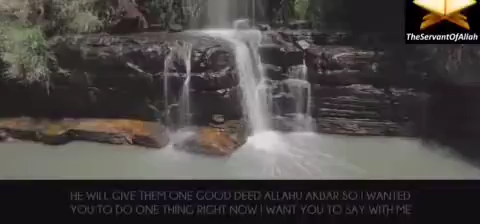 TheServantOfAllah
HE WILL GIVE THEM ONE GOOD DEED ALLAHU AKBAR SO I WANTED
YOU TO DO ONE THING RIGHT NOW I WANT YOU TO SAY WITH ME